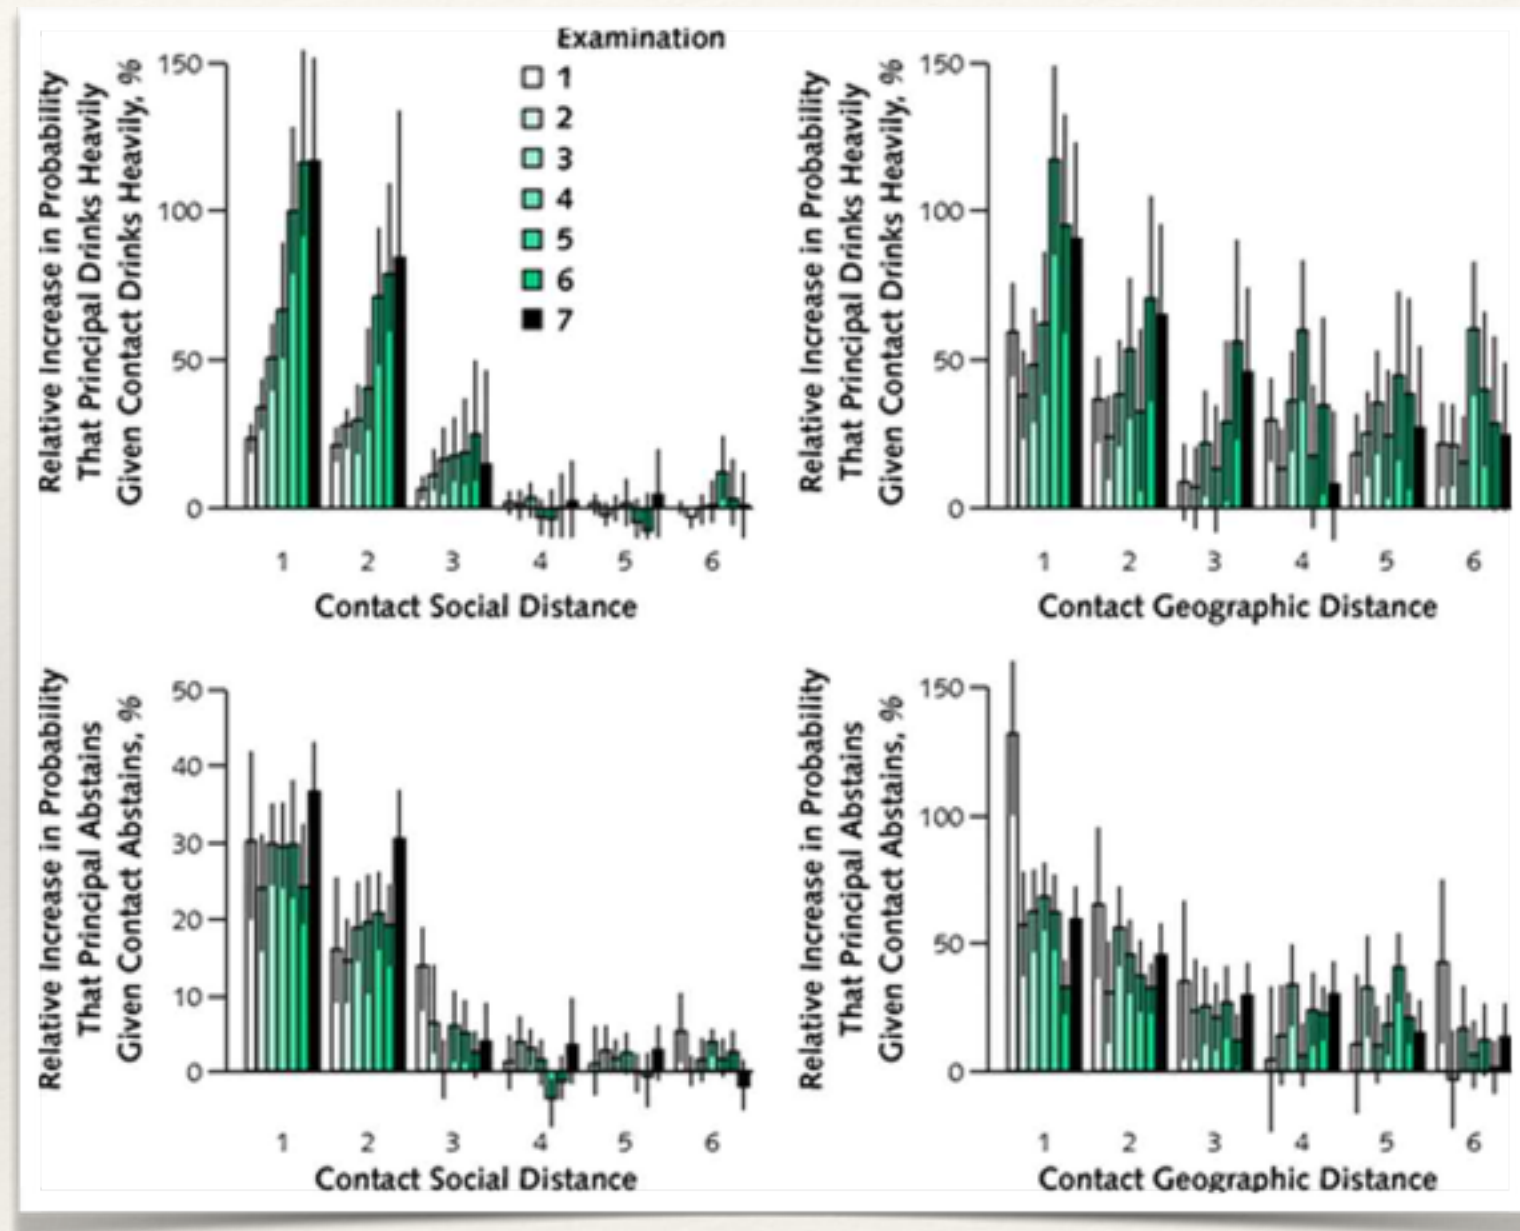 Examination
1
2
3
4
5
6
7
Relative Increase in Probability
That Principal Drinks Heavily
Given Contact Drinks Heavily, %
150
100
50
0
1 2 3 4 5 6
Contact Social Distance
Relative Increase in Probability
That Principal Drinks Heavily
Given Contact Drinks Heavily, %
150
100
50
0
1 2 3 4 5 6
Contact Geographic Distance
Relative Increase in Probability
That Principal Abstains
Given Contact Abstains, %
50
40
30
20
10
0
1 2 3 4 5 6
Contact Social Distance
Relative Increase in Probability
That Principal Abstains
Given Contact Abstains, %
150
100
50
0
1 2 3 4 5 6
Contact Geographic Distance